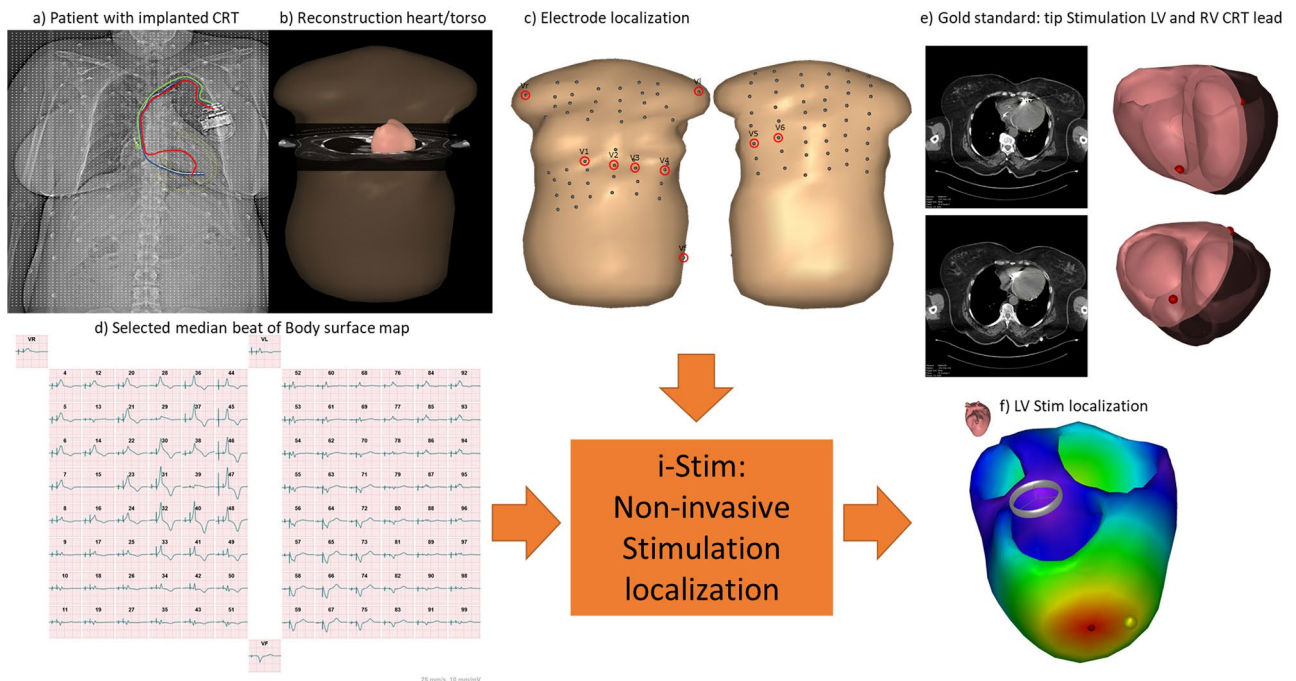 a) Patient with implanted CRT
b) Reconstruction heart/torso
c) Electrode localization
e) Gold standard: tip Stimulation LV and RV CRT lead
Vr
Vl
V5
V6
V1
V2
V3
V4
Vf
d) Selected median beat of Body surface map
VR
VL
4 12 20 28 36 44
52 60 68 76 84 92
5 13 21 29 37 45
53 61 69 77 85 93
6 14 22 30 38 46
54 62 70 78 86 94
7 15 23 31 39 47
55 63 71 79 87 95
8 16 24 32 40 48
56 64 72 80 88 96
9 17 25 33 41 49
57 65 73 81 89 97
10 18 26 34 42 50
58 66 74 82 90 98
11 19 27 35 43 51
59 67 75 83 91 99
VF
i-Stim:
Non-invasive
Stimulation
localization
f) LV Stim localization